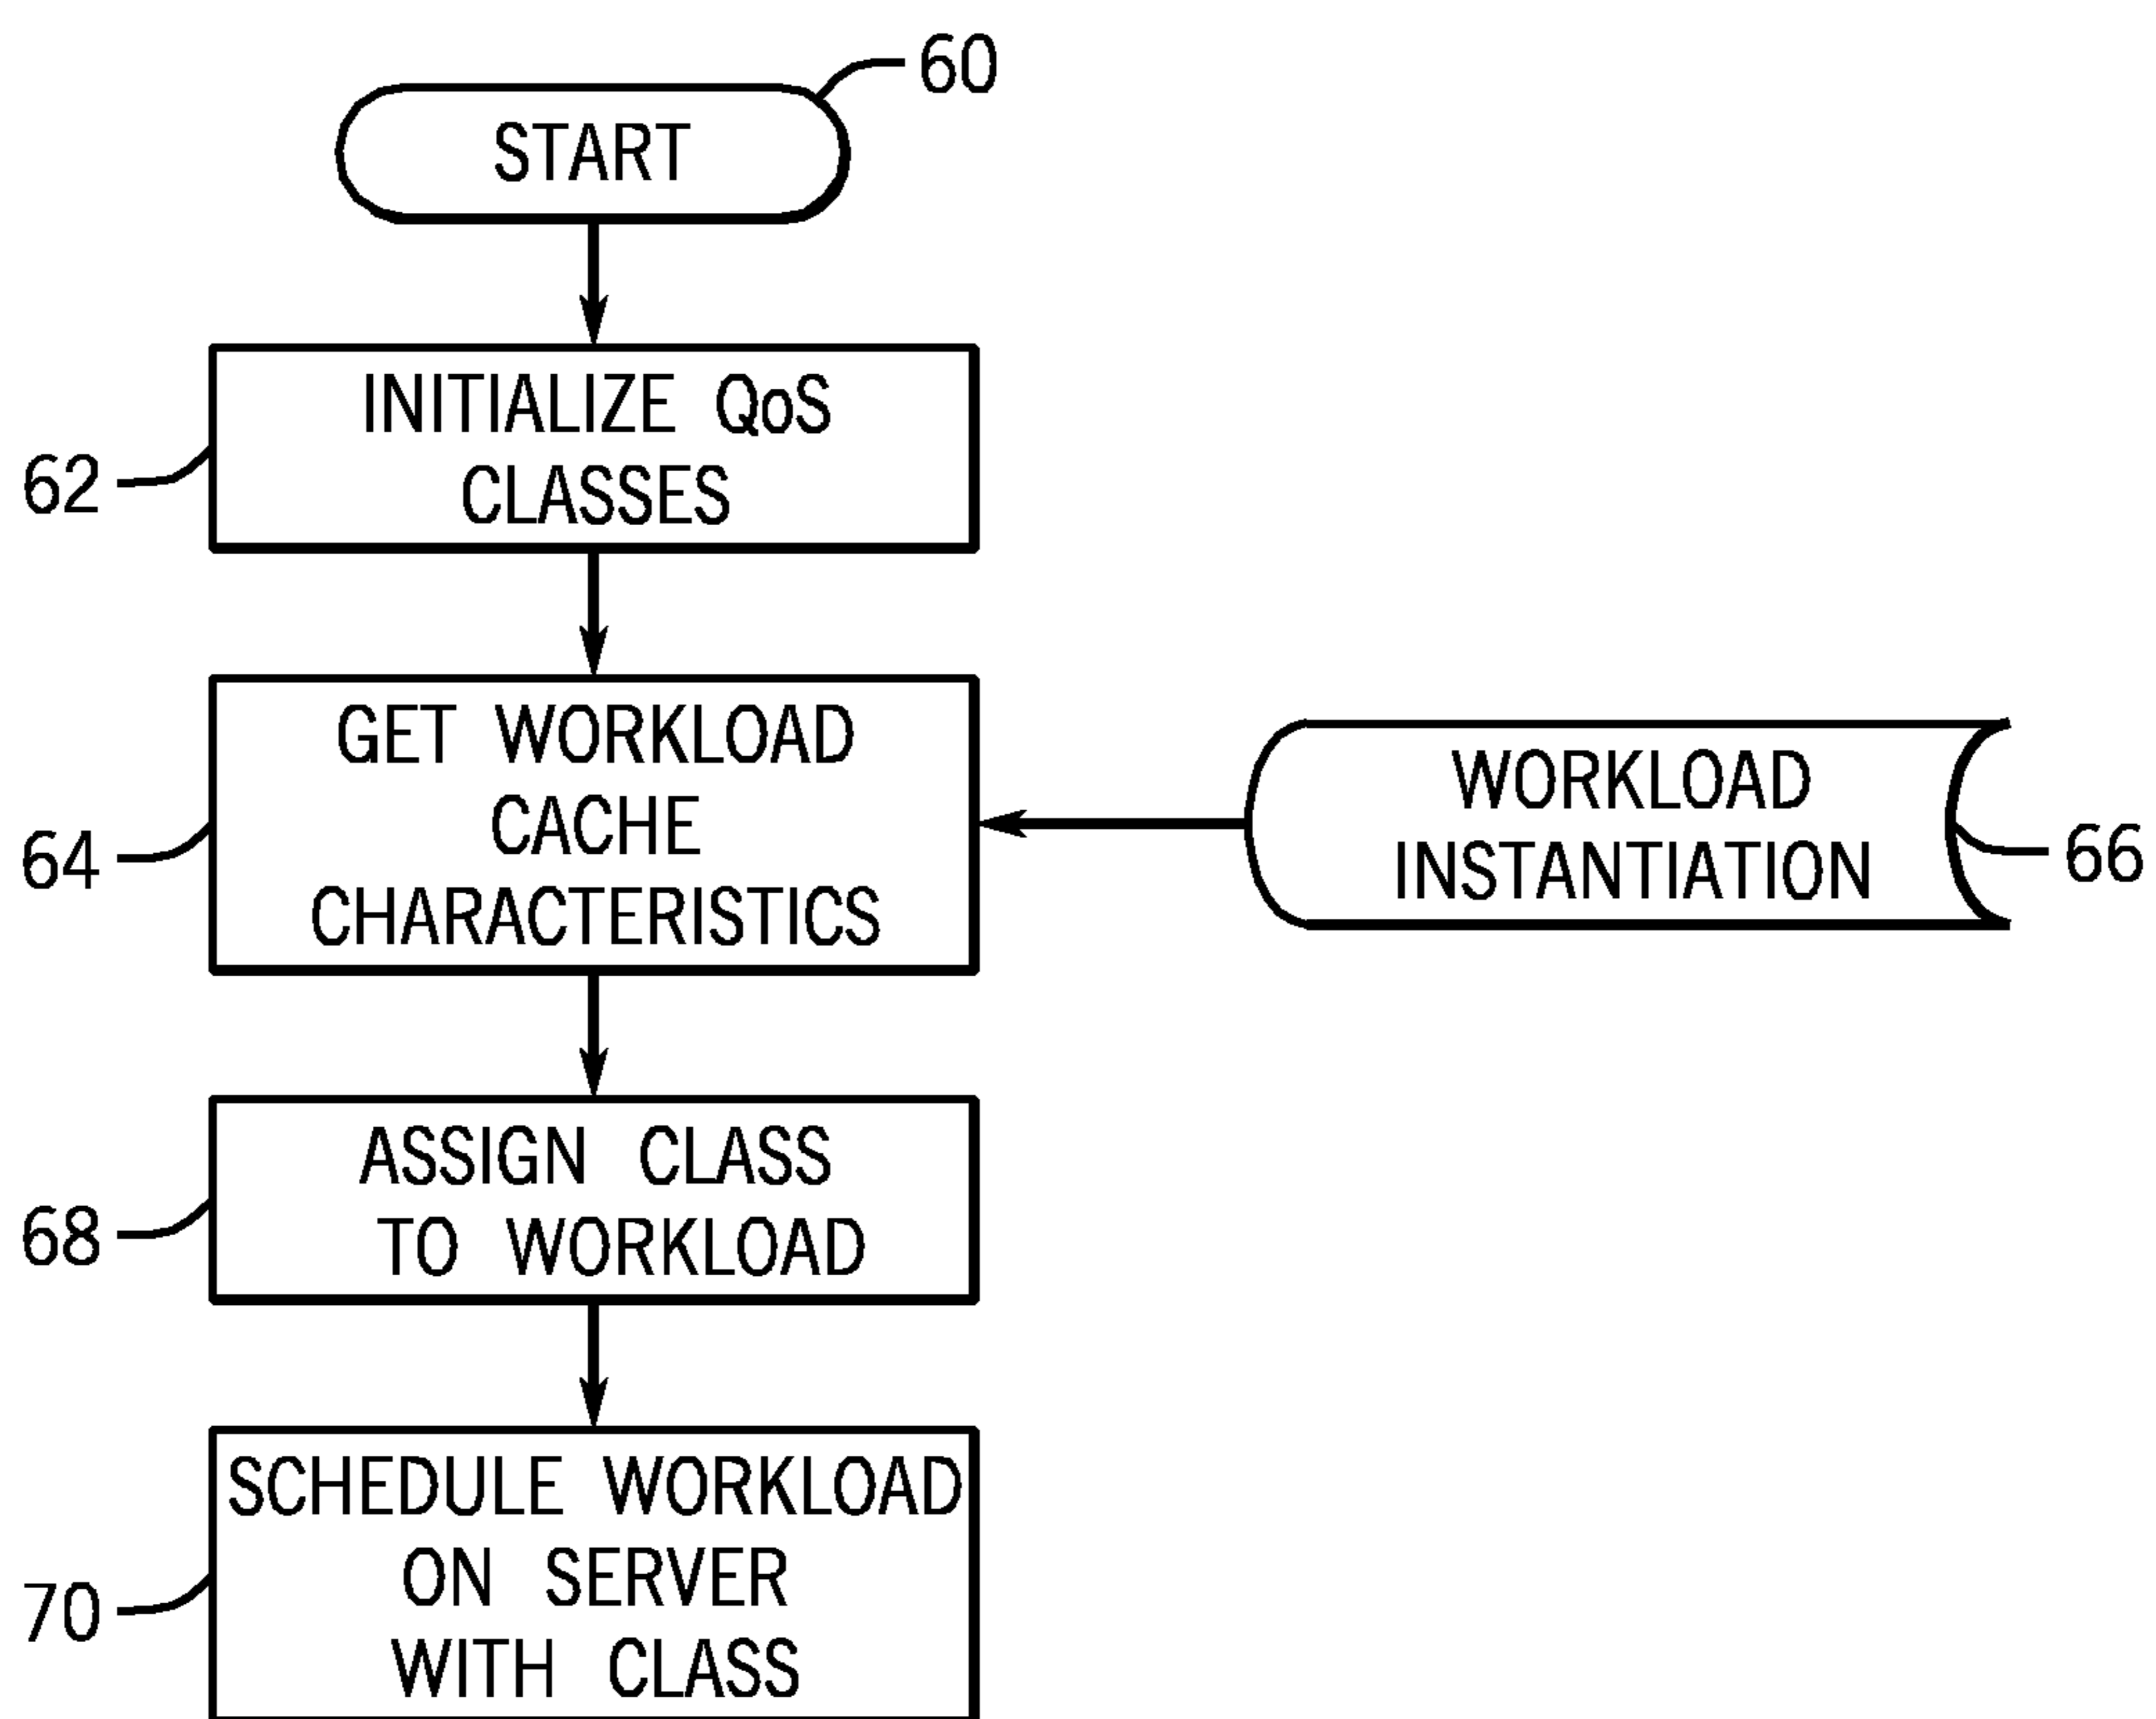 60
START
INITIALIZE QoS
CLASSES
62
GET WORKLOAD
CACHE
CHARACTERISTICS
64
WORKLOAD
INSTANTIATION
66
ASSIGN CLASS
TO WORKLOAD
68
SCHEDULE WORKLOAD
ON SERVER
WITH CLASS
70